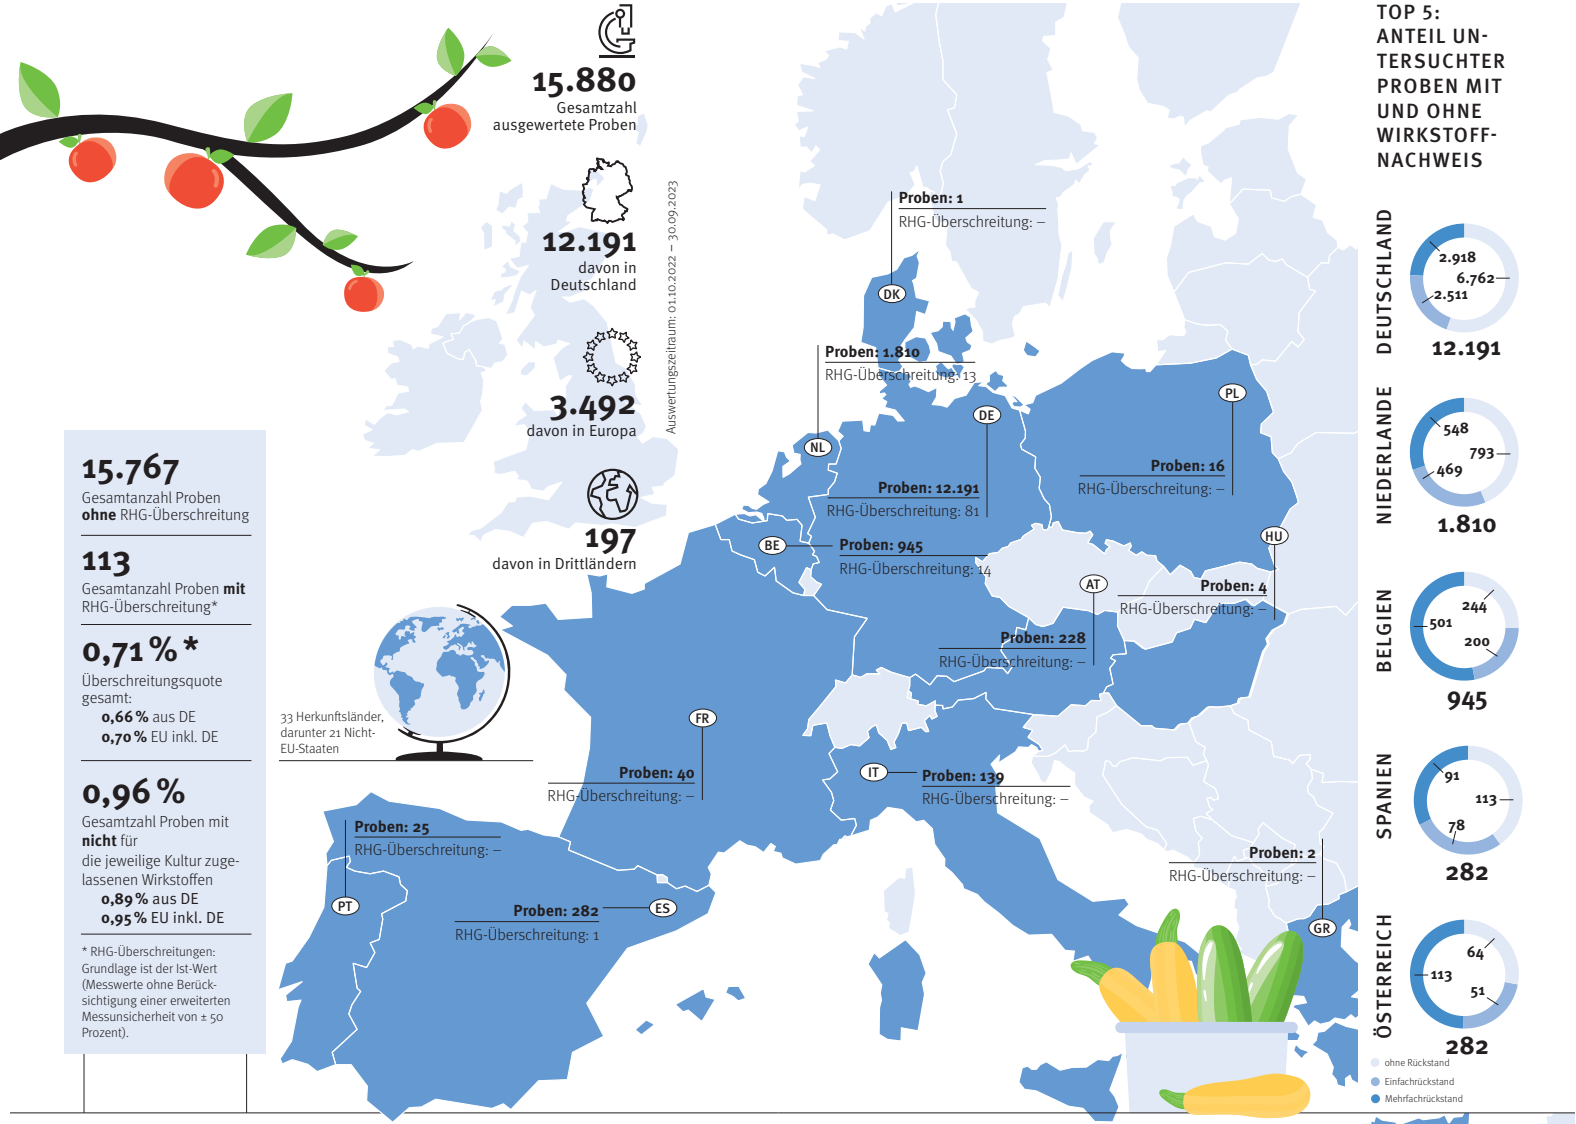 15.880
Gesamtzahl
ausgewertete Proben
12.191
davon in
Deutschland
3.492
davon in Europa
197
davon in Drittländern
Auswertungszeitraum: 01.10.2022 – 30.09.2023
15.767
Gesamtanzahl Proben
ohne RHG-Überschreitung
113
Gesamtanzahl Proben mit
RHG-Überschreitung*
0,71 % *
Überschreitungsquote
gesamt:
0,66 % aus DE
0,70 % EU inkl. DE
0,96 %
Gesamtzahl Proben mit
nicht für
die jeweilige Kultur zuge-
lassenen Wirkstoffen
0,89 % aus DE
0,95 % EU inkl. DE
* RHG-Überschreitungen:
Grundlage ist der Ist-Wert
(Messwerte ohne Berück-
sichtigung einer erweiterten
Messunsicherheit von ± 50
Prozent).
33 Herkunftsländer,
darunter 21 Nicht-
EU-Staaten
Proben: 1
RHG-Überschreitung: –
DK
Proben: 1.810
RHG-Überschreitung: 13
NL
DE
Proben: 12.191
RHG-Überschreitung: 81
PL
Proben: 16
RHG-Überschreitung: –
BE
Proben: 945
RHG-Überschreitung: 14
HU
Proben: 4
RHG-Überschreitung: –
AT
Proben: 228
RHG-Überschreitung: –
FR
Proben: 40
RHG-Überschreitung: –
IT
Proben: 139
RHG-Überschreitung: –
Proben: 25
RHG-Überschreitung: –
PT
Proben: 282
RHG-Überschreitung: 1
ES
Proben: 2
RHG-Überschreitung: –
GR
TOP 5:
ANTEIL UN-
TERSUCHTER
PROBEN MIT
UND OHNE
WIRKSTOFF-
NACHWEIS
DEUTSCHLAND
2.918
6.762
2.511
12.191
NIEDERLANDE
548
793
469
1.810
BELGIEN
244
501
200
945
SPANIEN
91
113
78
282
ÖSTERREICH
64
113
51
282
ohne Rückstand
Einfachrückstand
Mehrfachrückstand